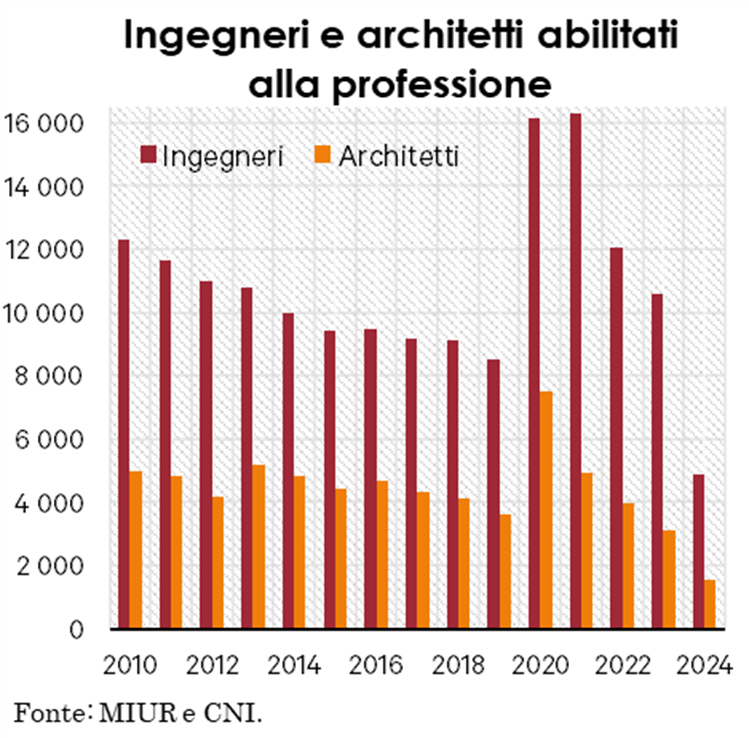 Ingegneri e architetti abilitati
alla professione
16 000
Ingegneri Architetti
14 000
12 000
10 000
8 000
6 000
4 000
2 000
0
2010 2012 2014 2016 2018 2020 2022 2024
Fonte: MIUR e CNI.